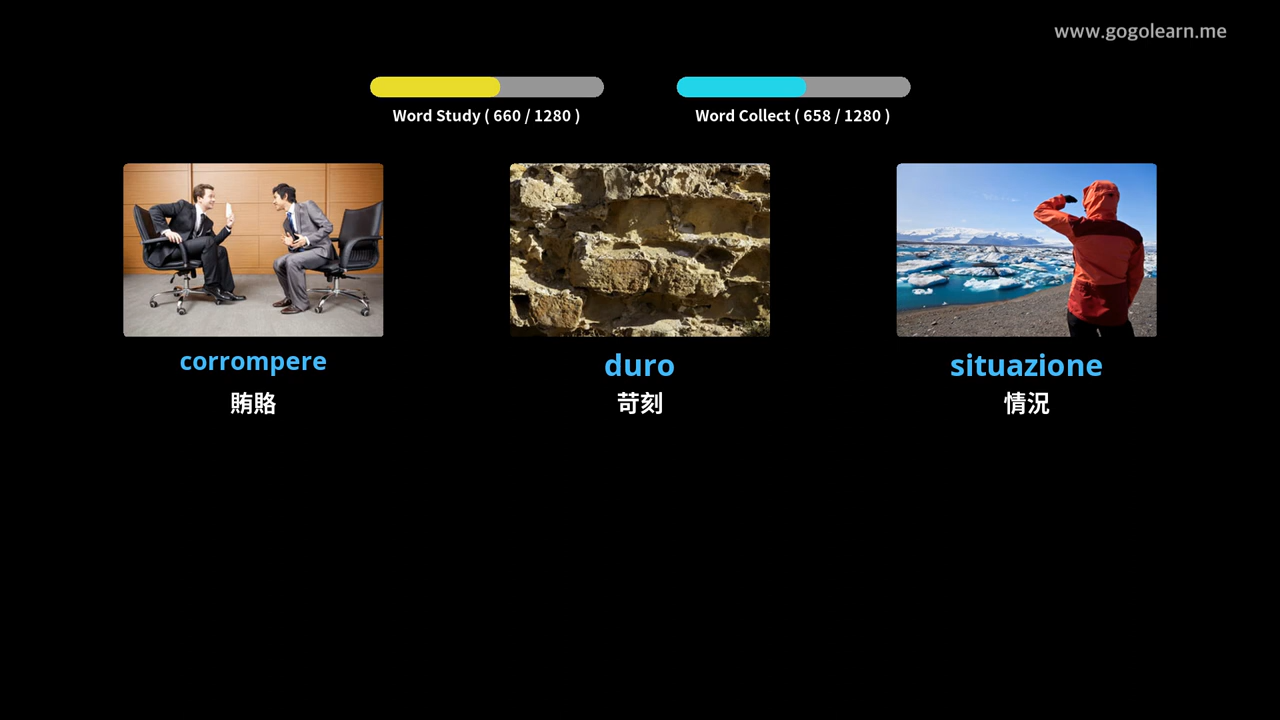 www.gogolearn.me
Word Study ( 660 / 1280 )
Word Collect ( 658 / 1280 )
corrompere
duro
situazione
賄賂
苛刻
情況